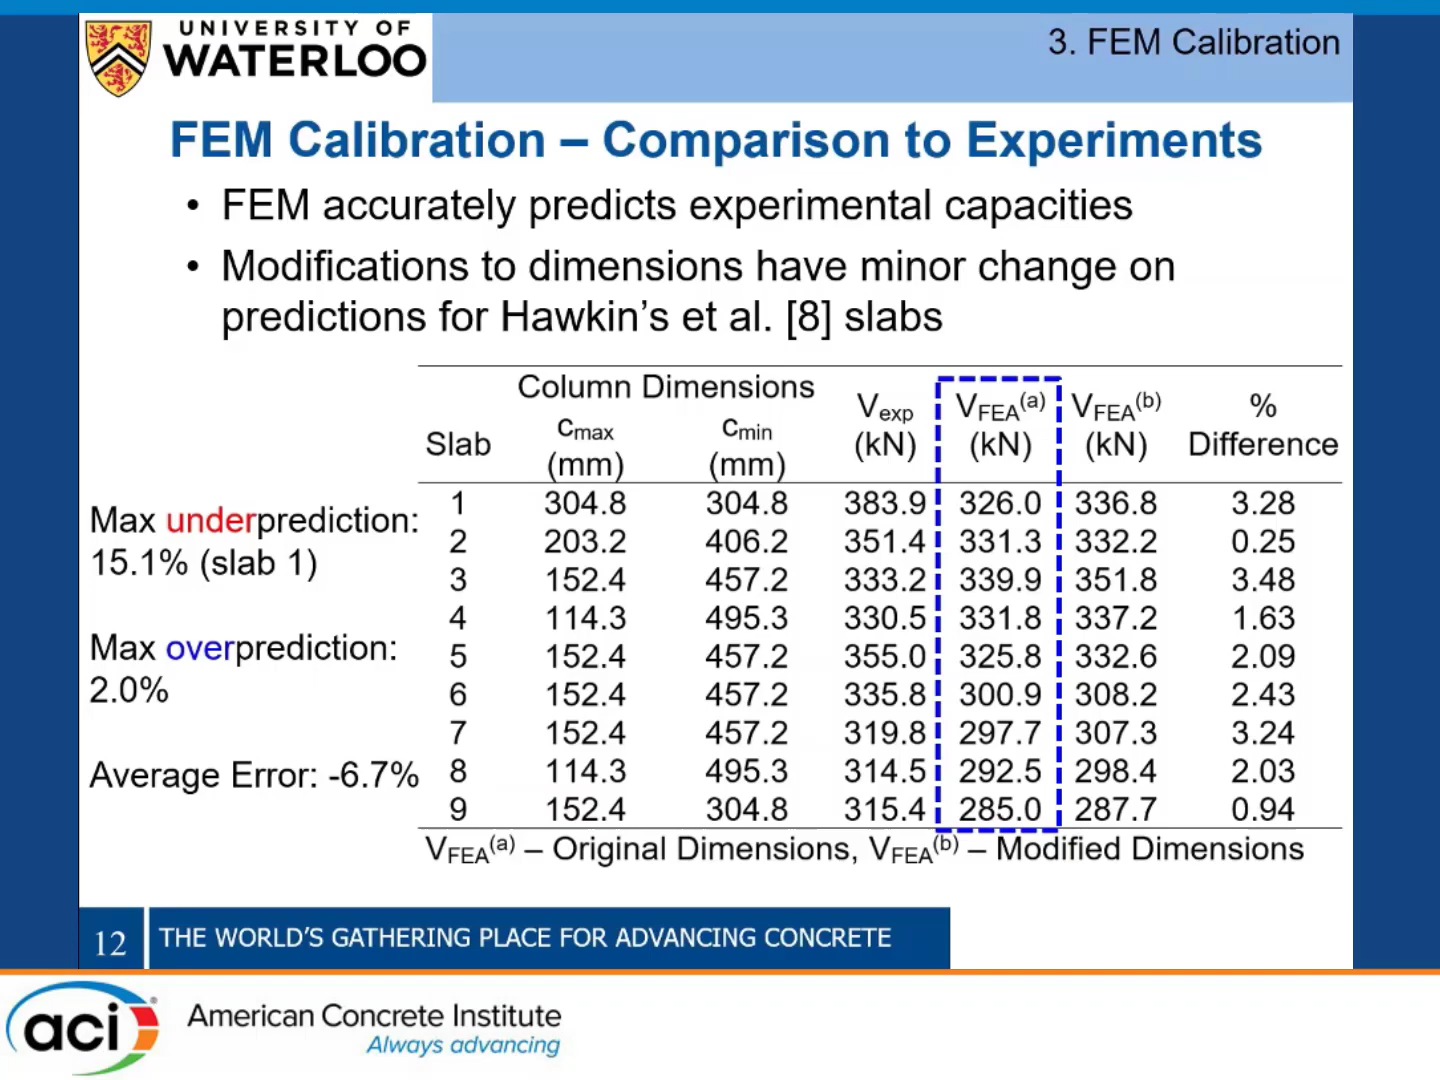 UNIVERSITY OF
WATERLOO
3. FEM Calibration
FEM Calibration – Comparison to Experiments
• FEM accurately predicts experimental capacities
• Modifications to dimensions have minor change on
predictions for Hawkin’s et al. [8] slabs
Max underprediction:
15.1% (slab 1)
Max overprediction:
2.0%
Average Error: -6.7%
Column Dimensions
Slab cmax (mm) cmin (mm) Vexp (kN) VFEA(a) (kN) VFEA(b) (kN) % Difference
1 304.8 304.8 383.9 326.0 336.8 3.28
2 203.2 406.2 351.4 331.3 332.2 0.25
3 152.4 457.2 333.2 339.9 351.8 3.48
4 114.3 495.3 330.5 331.8 337.2 1.63
5 152.4 457.2 355.0 325.8 332.6 2.09
6 152.4 457.2 335.8 300.9 308.2 2.43
7 152.4 457.2 319.8 297.7 307.3 3.24
8 114.3 495.3 314.5 292.5 298.4 2.03
9 152.4 304.8 315.4 285.0 287.7 0.94
VFEA(a) – Original Dimensions, VFEA(b) – Modified Dimensions
12
THE WORLD’S GATHERING PLACE FOR ADVANCING CONCRETE
aci
American Concrete Institute
Always advancing